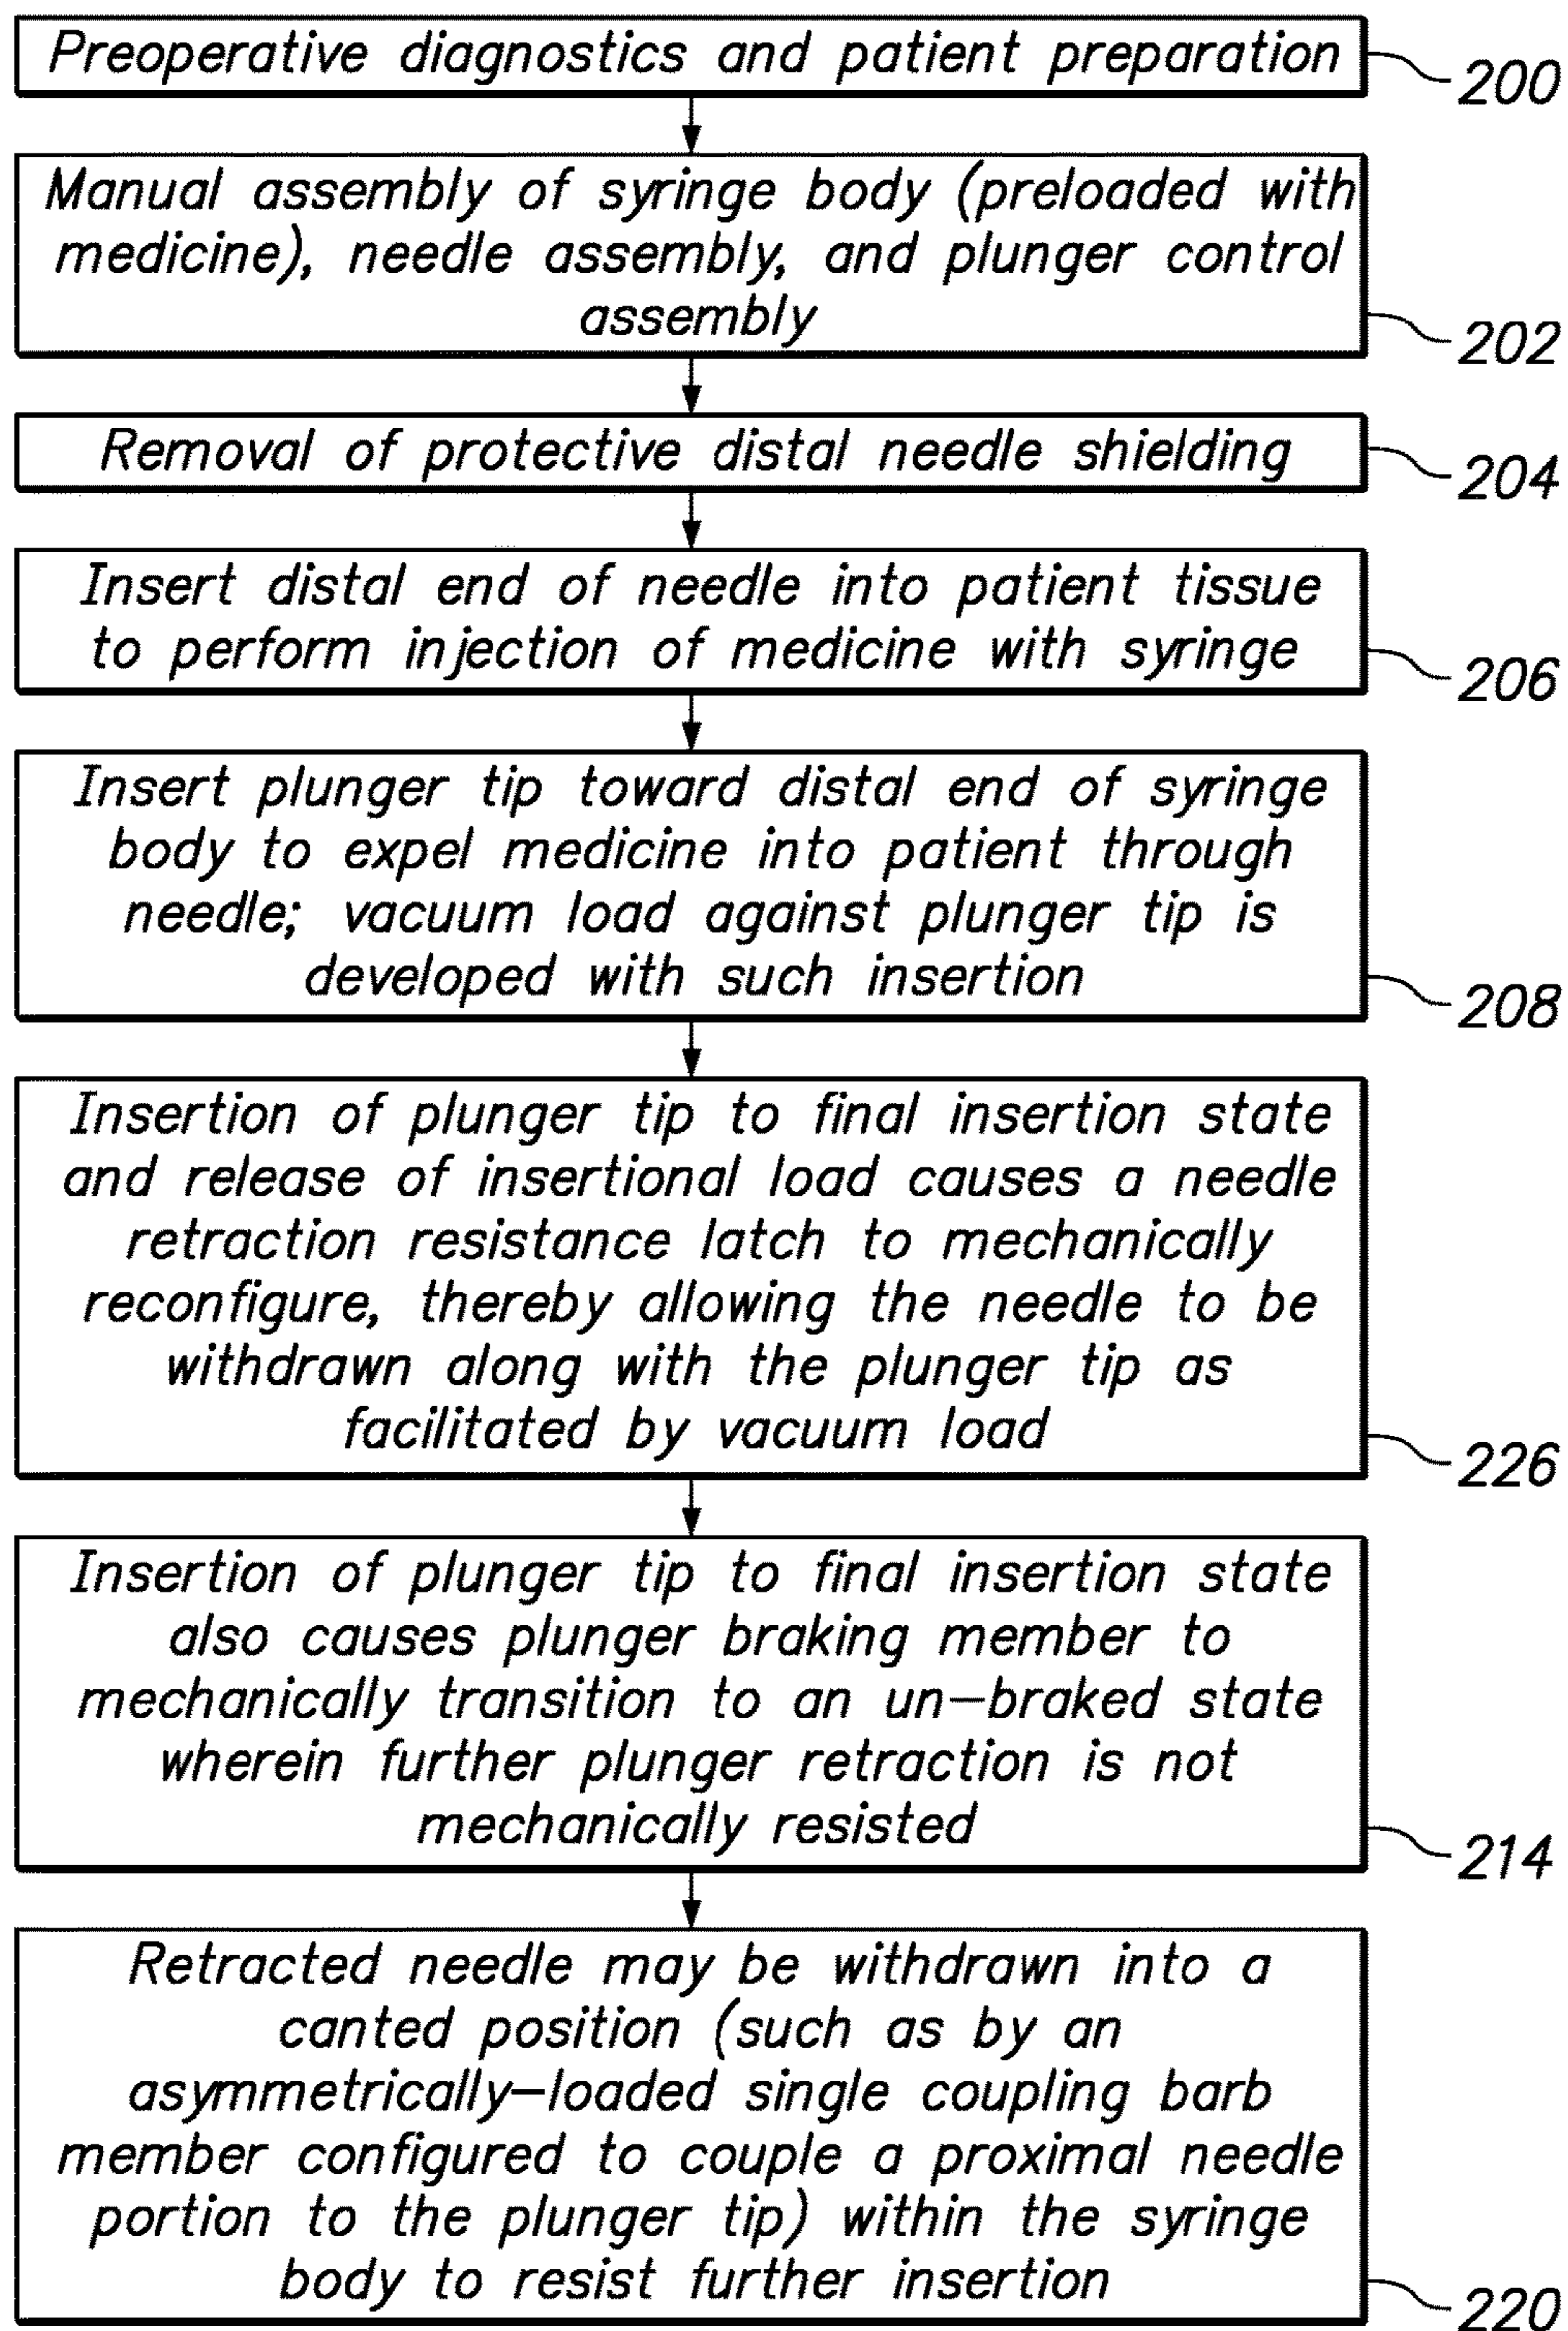 Preoperative diagnostics and patient preparation
200
Manual assembly of syringe body (preloaded with
medicine), needle assembly, and plunger control
assembly
202
Removal of protective distal needle shielding
204
Insert distal end of needle into patient tissue
to perform injection of medicine with syringe
206
Insert plunger tip toward distal end of syringe
body to expel medicine into patient through
needle; vacuum load against plunger tip is
developed with such insertion
208
Insertion of plunger tip to final insertion state
and release of insertional load causes a needle
retraction resistance latch to mechanically
reconfigure, thereby allowing the needle to be
withdrawn along with the plunger tip as
facilitated by vacuum load
226
Insertion of plunger tip to final insertion state
also causes plunger braking member to
mechanically transition to an un-braked state
wherein further plunger retraction is not
mechanically resisted
214
Retracted needle may be withdrawn into a
canted position (such as by an
asymmetrically-loaded single coupling barb
member configured to couple a proximal needle
portion to the plunger tip) within the syringe
body to resist further insertion
220